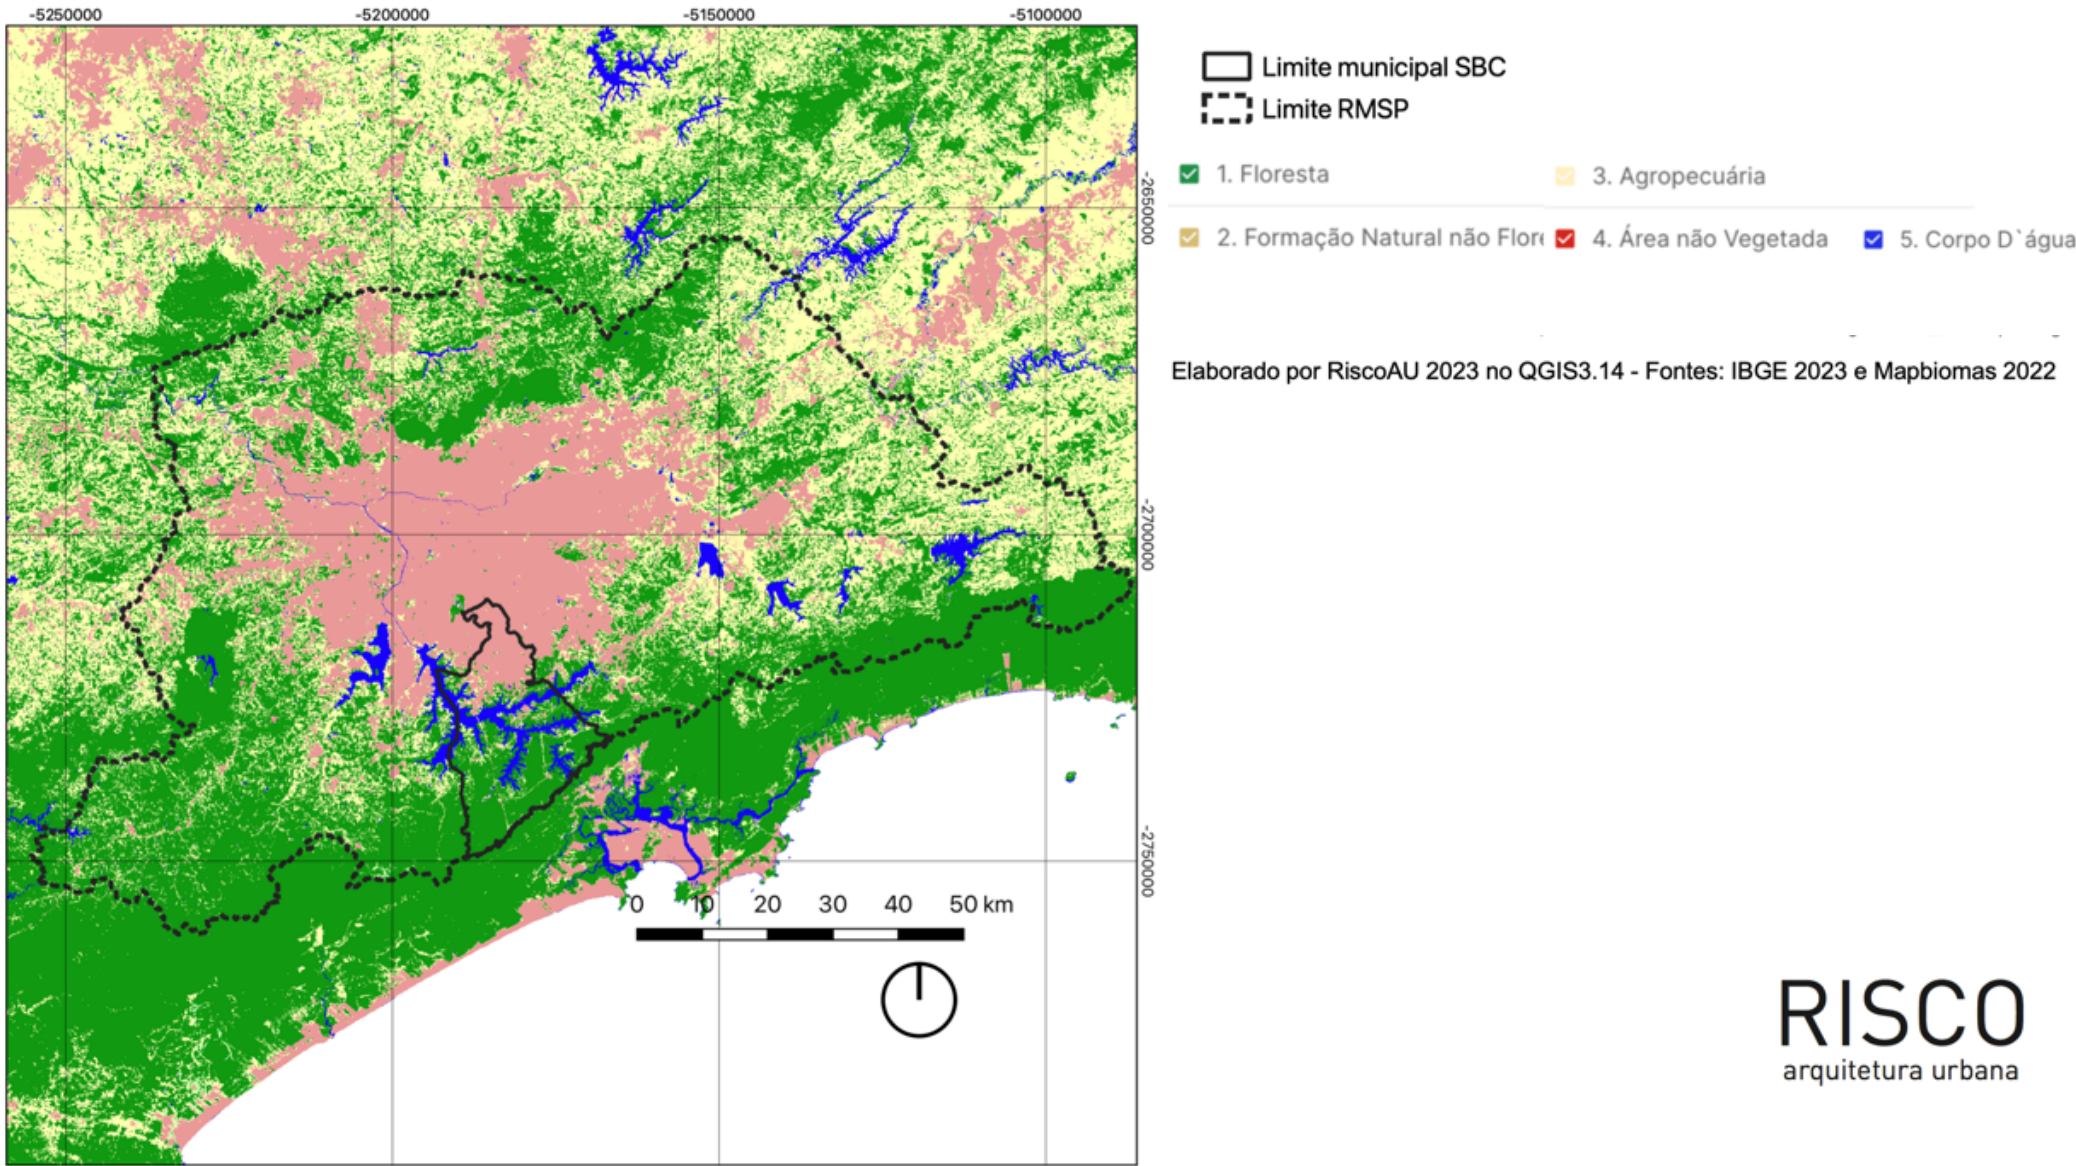 -5250000 -5200000 -5150000 -5100000
Limite municipal SBC
Limite RMSP
1. Floresta
3. Agropecuária
2. Formação Natural não Flore
4. Área não Vegetada
5. Corpo D`água
-2650000
-2700000
-2750000
Elaborado por RiscoAU 2023 no QGIS3.14 - Fontes: IBGE 2023 e Mapbiomas 2022
0 10 20 30 40 50 km
RISCO
arquitetura urbana